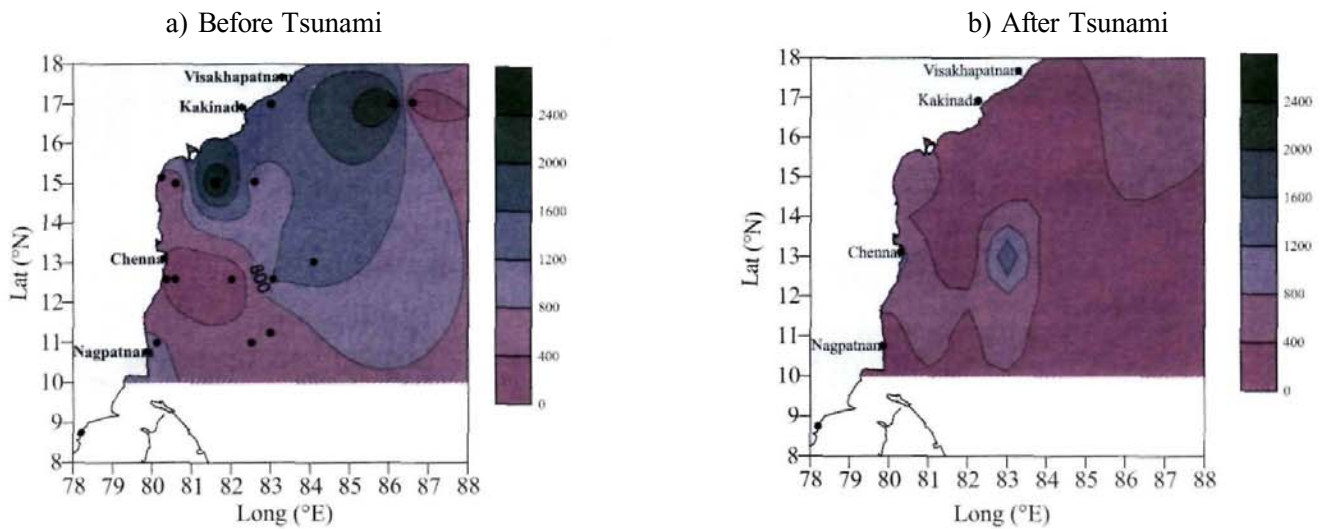 a) Before Tsunami
b) After Tsunami
18
17
16
15
14
13
12
11
10
9
8
Lat (°N)
Visakhapatnam
Kakinada
Chenna
Nagpatnam
800
2400
2000
1600
1200
800
400
0
78 79 80 81 82 83 84 85 86 87 88
Long (°E)
18
17
16
15
14
13
12
11
10
9
8
Lat (°N)
Visakhapatnam
Kakinada
Chenna
Nagpatnam
2400
2000
1600
1200
800
400
0
78 79 80 81 82 83 84 85 86 87 88
Long (°E)